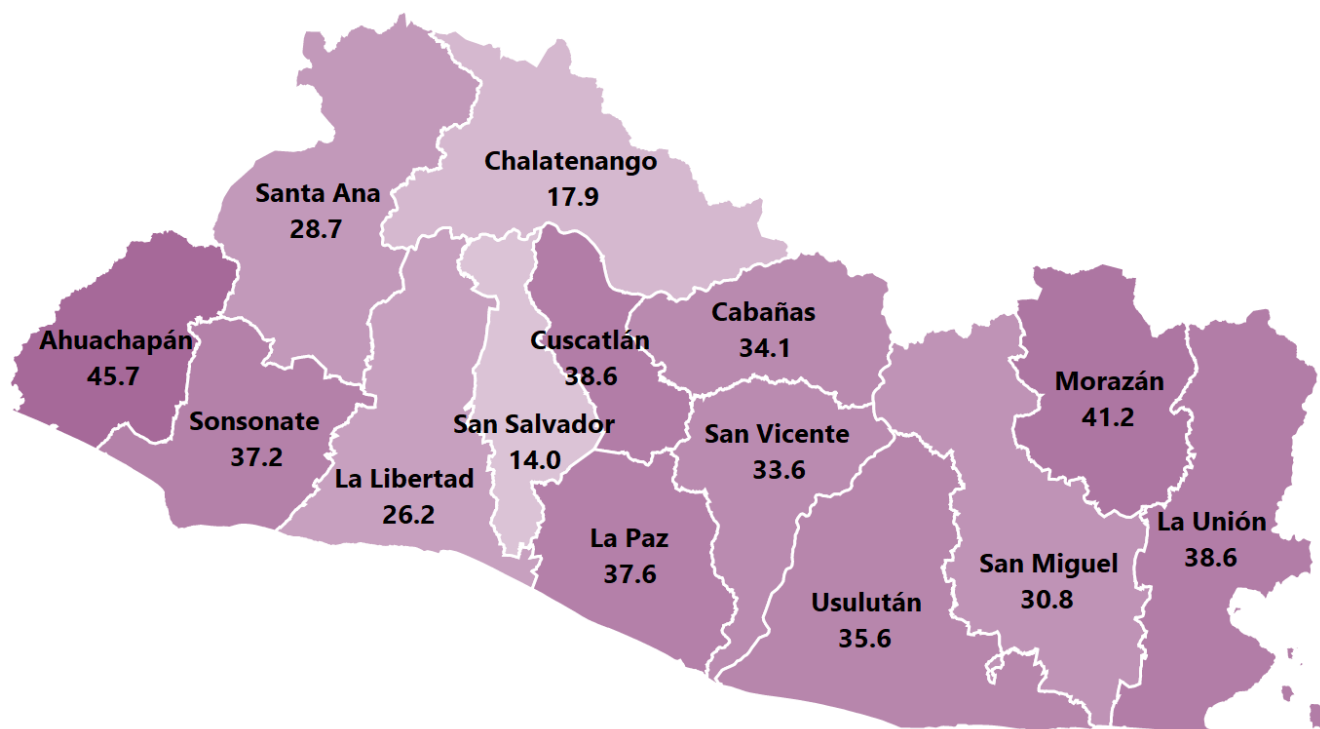 Chalatenango
17.9
Santa Ana
28.7
Cabañas
34.1
Ahuachapán
45.7
Cuscatlán
38.6
Morazán
41.2
Sonsonate
37.2
San Salvador
14.0
San Vicente
33.6
La Libertad
26.2
La Unión
38.6
La Paz
37.6
San Miguel
30.8
Usulután
35.6